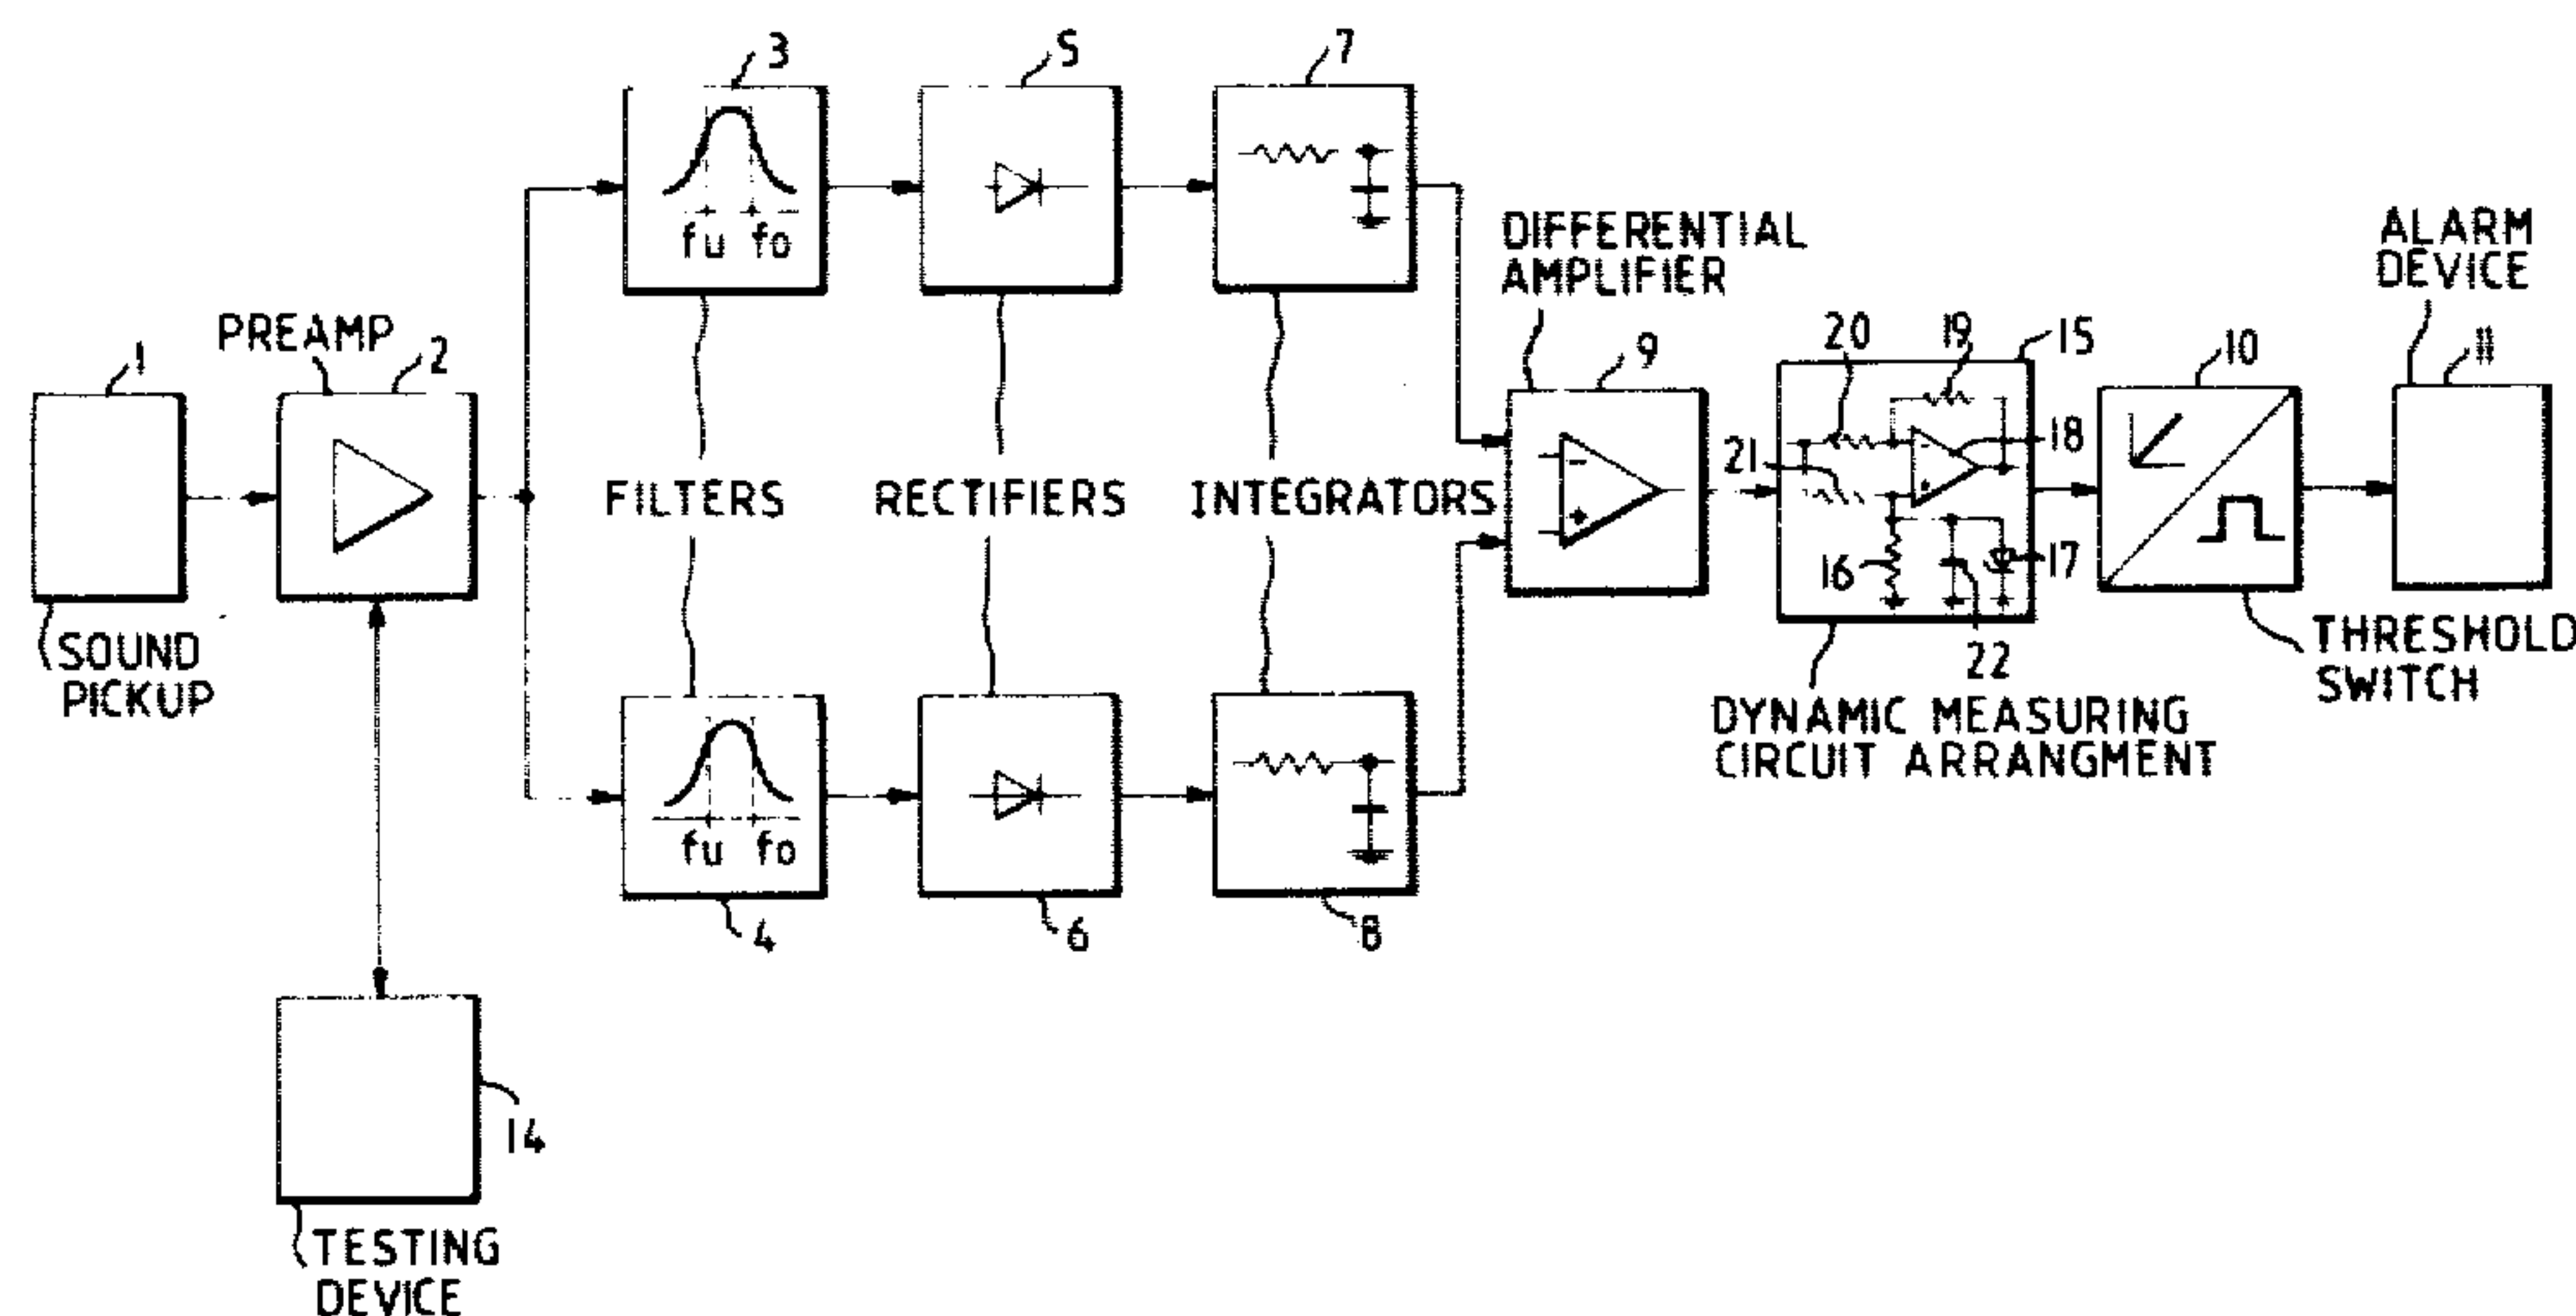 3
5
7
DIFFERENTIAL
AMPLIFIER
ALARM
DEVICE
fu fo
PREAMP
1
2
9
20
19
15
10
11
18
21
FILTERS
RECTIFIERS
INTEGRATORS
-
+
-
+
16
17
22
SOUND
PICKUP
THRESHOLD
SWITCH
DYNAMIC MEASURING
CIRCUIT ARRANGMENT
fu fo
4
6
8
14
TESTING
DEVICE